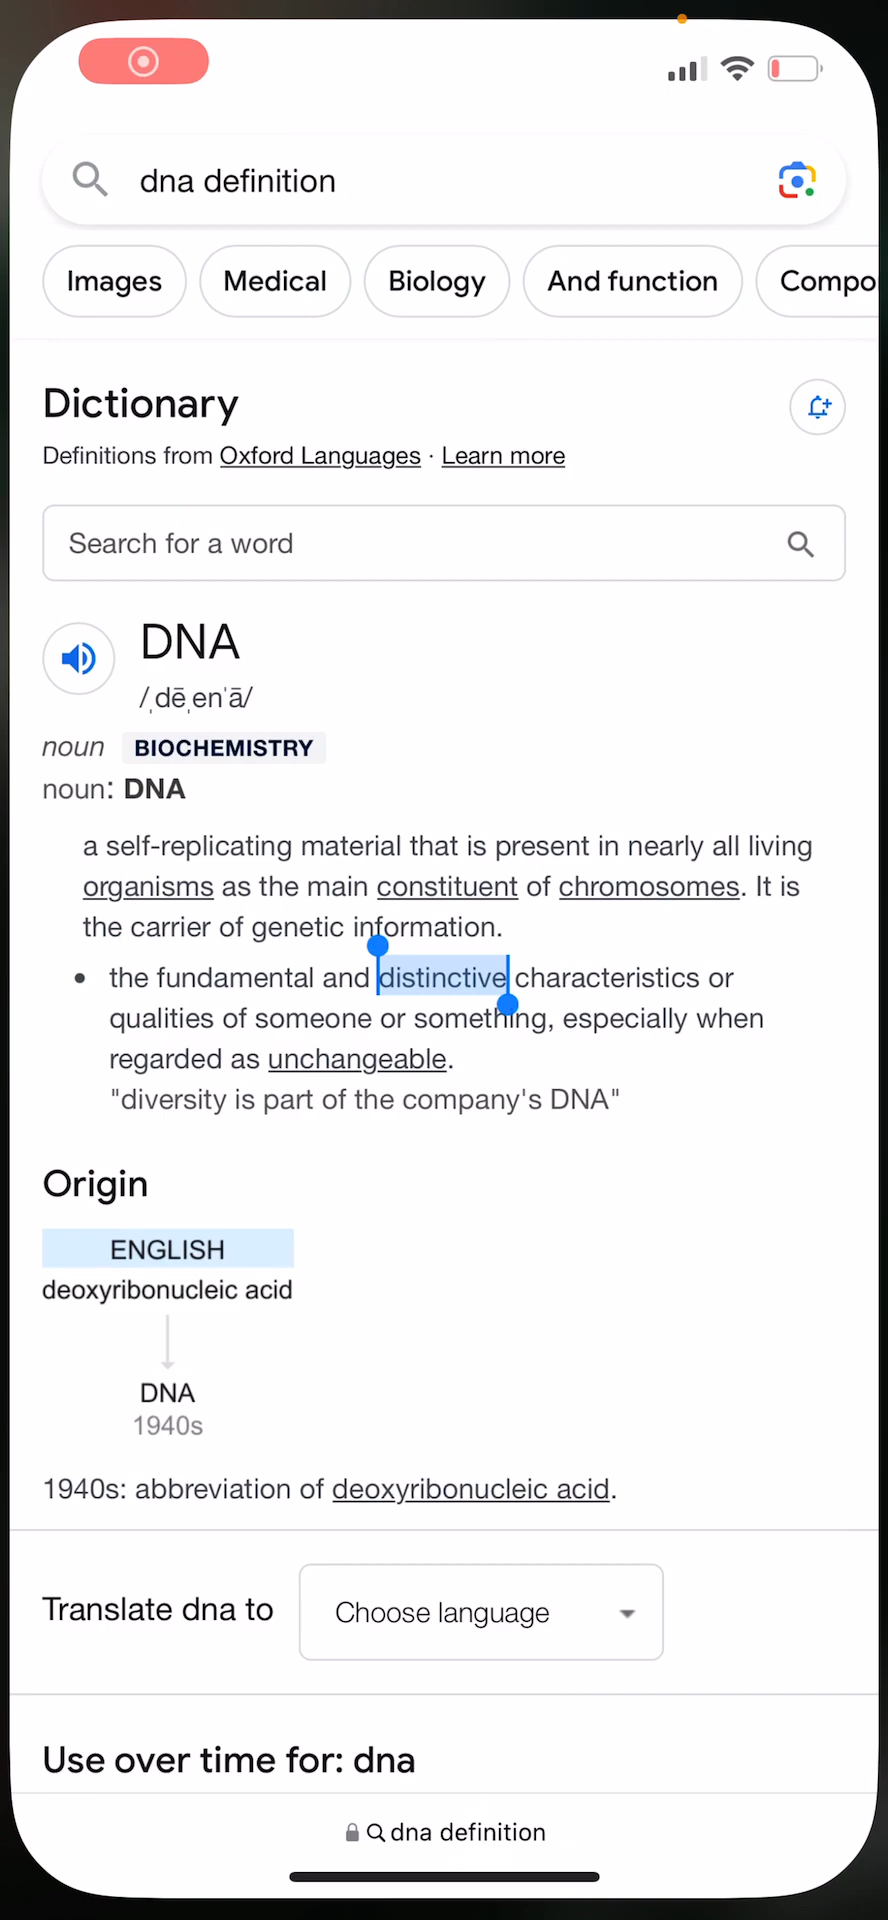 dna definition
Images Medical Biology And function Compo
Dictionary
Definitions from Oxford Languages · Learn more
Search for a word
DNA
/ˌdēˌenˈā/
noun BIOCHEMISTRY
noun: DNA
a self-replicating material that is present in nearly all living
organisms as the main constituent of chromosomes. It is
the carrier of genetic information.
• the fundamental and distinctive characteristics or
qualities of someone or something, especially when
regarded as unchangeable.
"diversity is part of the company's DNA"
Origin
ENGLISH
deoxyribonucleic acid
DNA
1940s
1940s: abbreviation of deoxyribonucleic acid.
Translate dna to Choose language
Use over time for: dna
dna definition